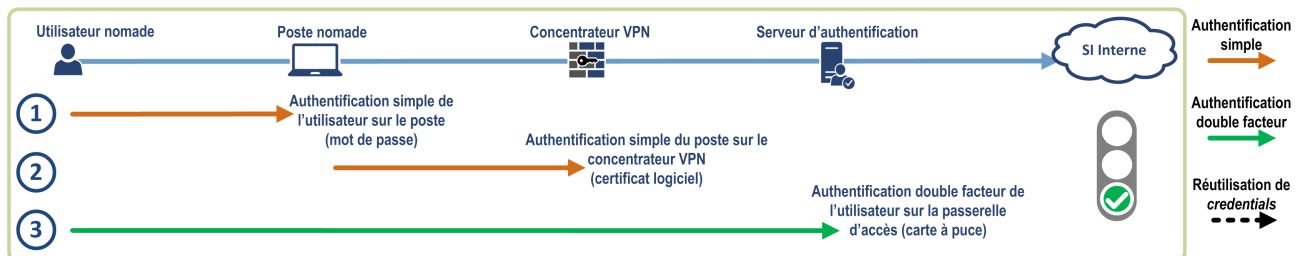 Utilisateur nomade
Poste nomade
Concentrateur VPN
Serveur d'authentification
SI Interne
1
Authentification simple de
l'utilisateur sur le poste
(mot de passe)
2
Authentification simple du poste sur le
concentrateur VPN
(certificat logiciel)
3
Authentification double facteur de
l'utilisateur sur la passerelle
d'accès (carte à puce)
Authentification
simple
Authentification
double facteur
Réutilisation de
credentials